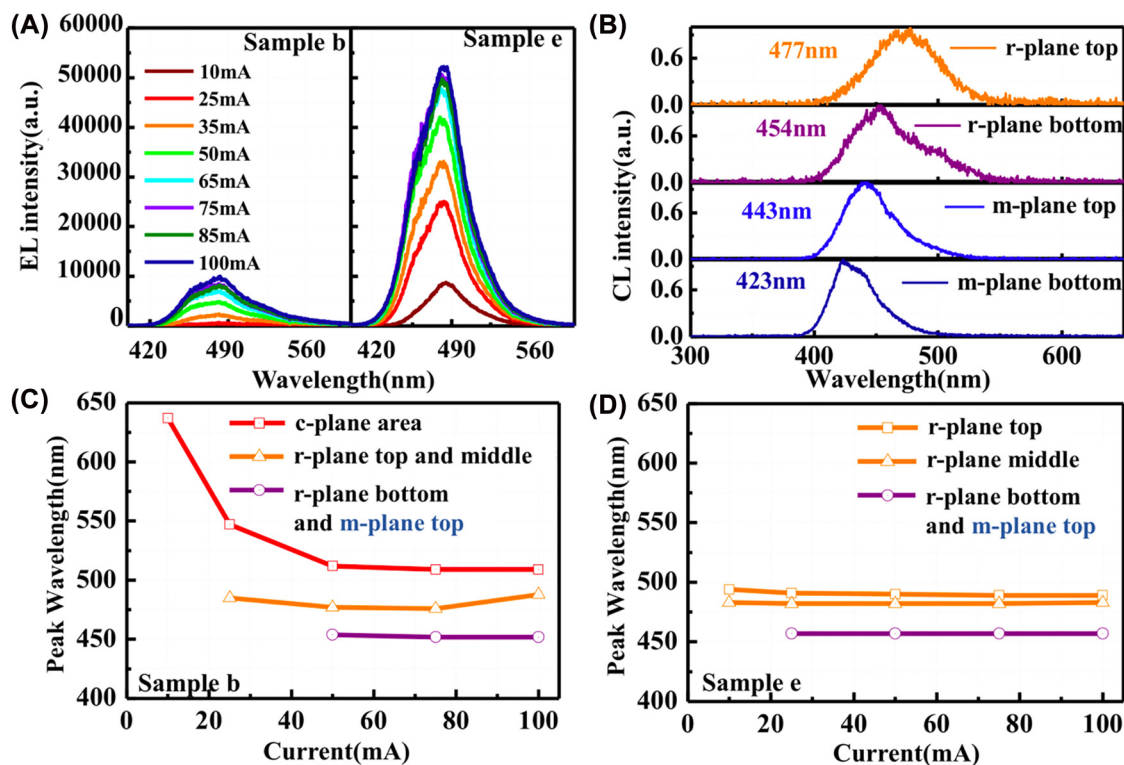 (A)
EL intensity(a.u.)
60000
50000
40000
30000
20000
10000
0
Sample b
Sample e
10mA
25mA
35mA
50mA
65mA
75mA
85mA
100mA
420 490 560 420 490 560
Wavelength(nm)
(B)
CL intensity(a.u.)
0.6
0.0
0.6
0.0
0.6
0.0
0.6
0.0
477nm
r-plane top
454nm
r-plane bottom
443nm
m-plane top
423nm
m-plane bottom
300 400 500 600
Wavelength(nm)
(C)
Peak Wavelength(nm)
650
600
550
500
450
400
c-plane area
r-plane top and middle
r-plane bottom
and m-plane top
Sample b
0 20 40 60 80 100
Current(mA)
(D)
Peak Wavelength(nm)
650
600
550
500
450
400
r-plane top
r-plane middle
r-plane bottom
and m-plane top
Sample e
0 20 40 60 80 100
Current(mA)